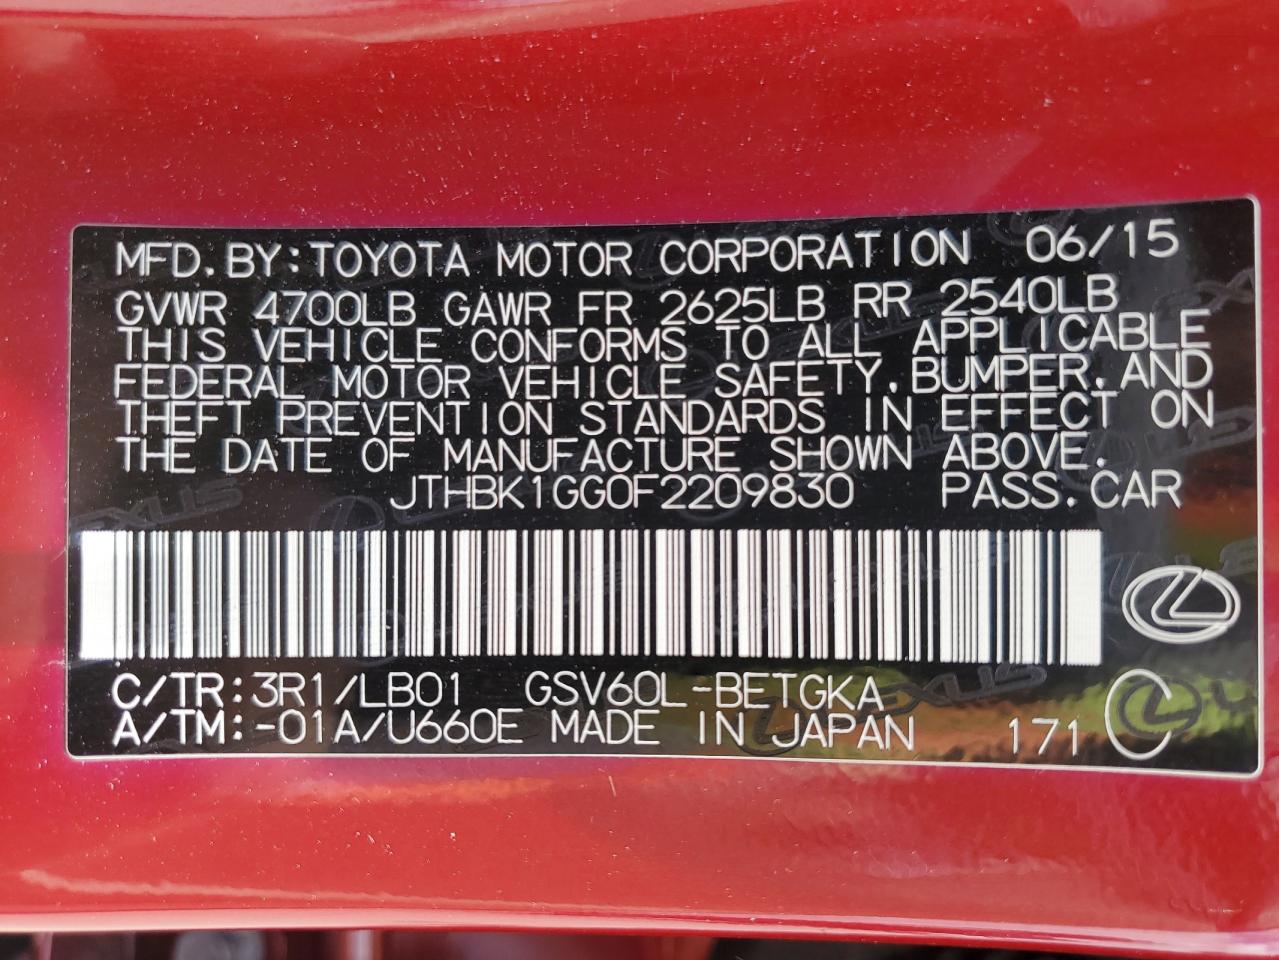 MFD.BY:TOYOTA MOTOR CORPORATION 06/15
GVWR 4700LB GAWR FR 2625LB RR 2540LB
THIS VEHICLE CONFORMS TO ALL APPLICABLE
FEDERAL MOTOR VEHICLE SAFETY,BUMPER,AND
THEFT PREVENTION STANDARDS IN EFFECT ON
THE DATE OF MANUFACTURE SHOWN ABOVE.
JTHBK1GG0F2209830 PASS.CAR
C/TR:3R1/LB01 GSV60L-BETGKA
A/TM:-01A/U660E MADE IN JAPAN 171